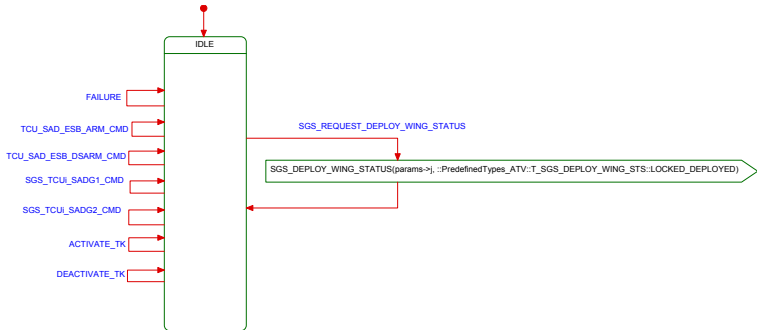 IDLE
FAILURE
TCU_SAD_ESB_ARM_CMD
SGS_REQUEST_DEPLOY_WING_STATUS
TCU_SAD_ESB_DSARM_CMD
SGS_DEPLOY_WING_STATUS(params->j, ::PredefinedTypes_ATV::T_SGS_DEPLOY_WING_STS::LOCKED_DEPLOYED)
SGS_TCUi_SADG1_CMD
SGS_TCUi_SADG2_CMD
ACTIVATE_TK
DEACTIVATE_TK